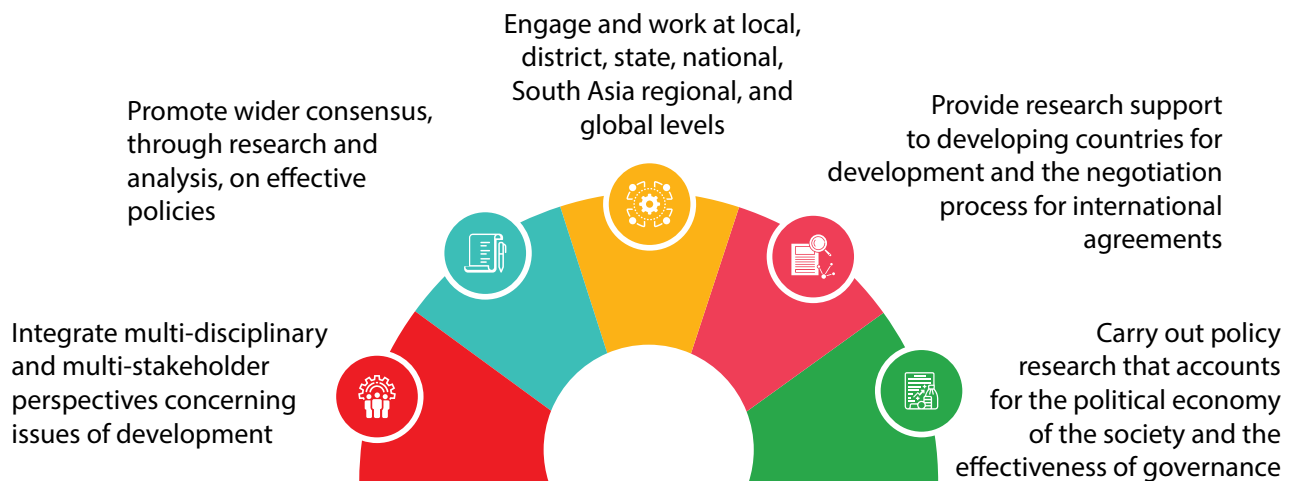 Integrate multi-disciplinary
and multi-stakeholder
perspectives concerning
issues of development
Promote wider consensus,
through research and
analysis, on effective
policies
Engage and work at local,
district, state, national,
South Asia regional, and
global levels
Provide research support
to developing countries for
development and the negotiation
process for international
agreements
Carry out policy
research that accounts
for the political economy
of the society and the
effectiveness of governance